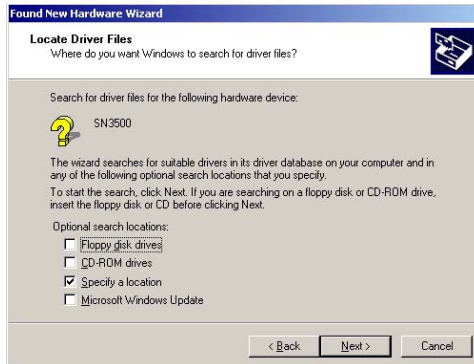 Found New Hardware Wizard
Locate Driver Files
Where do you want Windows to search for driver files?
Search for driver files for the following hardware device:
SN3500
The wizard searches for suitable drivers in its driver database on your computer and in
any of the following optional search locations that you specify.
To start the search, click Next. If you are searching on a floppy disk or CD-ROM drive,
insert the floppy disk or CD before clicking Next.
Optional search locations:
Floppy disk drives
CD-ROM drives
Specify a location
Microsoft Windows Update
< Back
Next >
Cancel